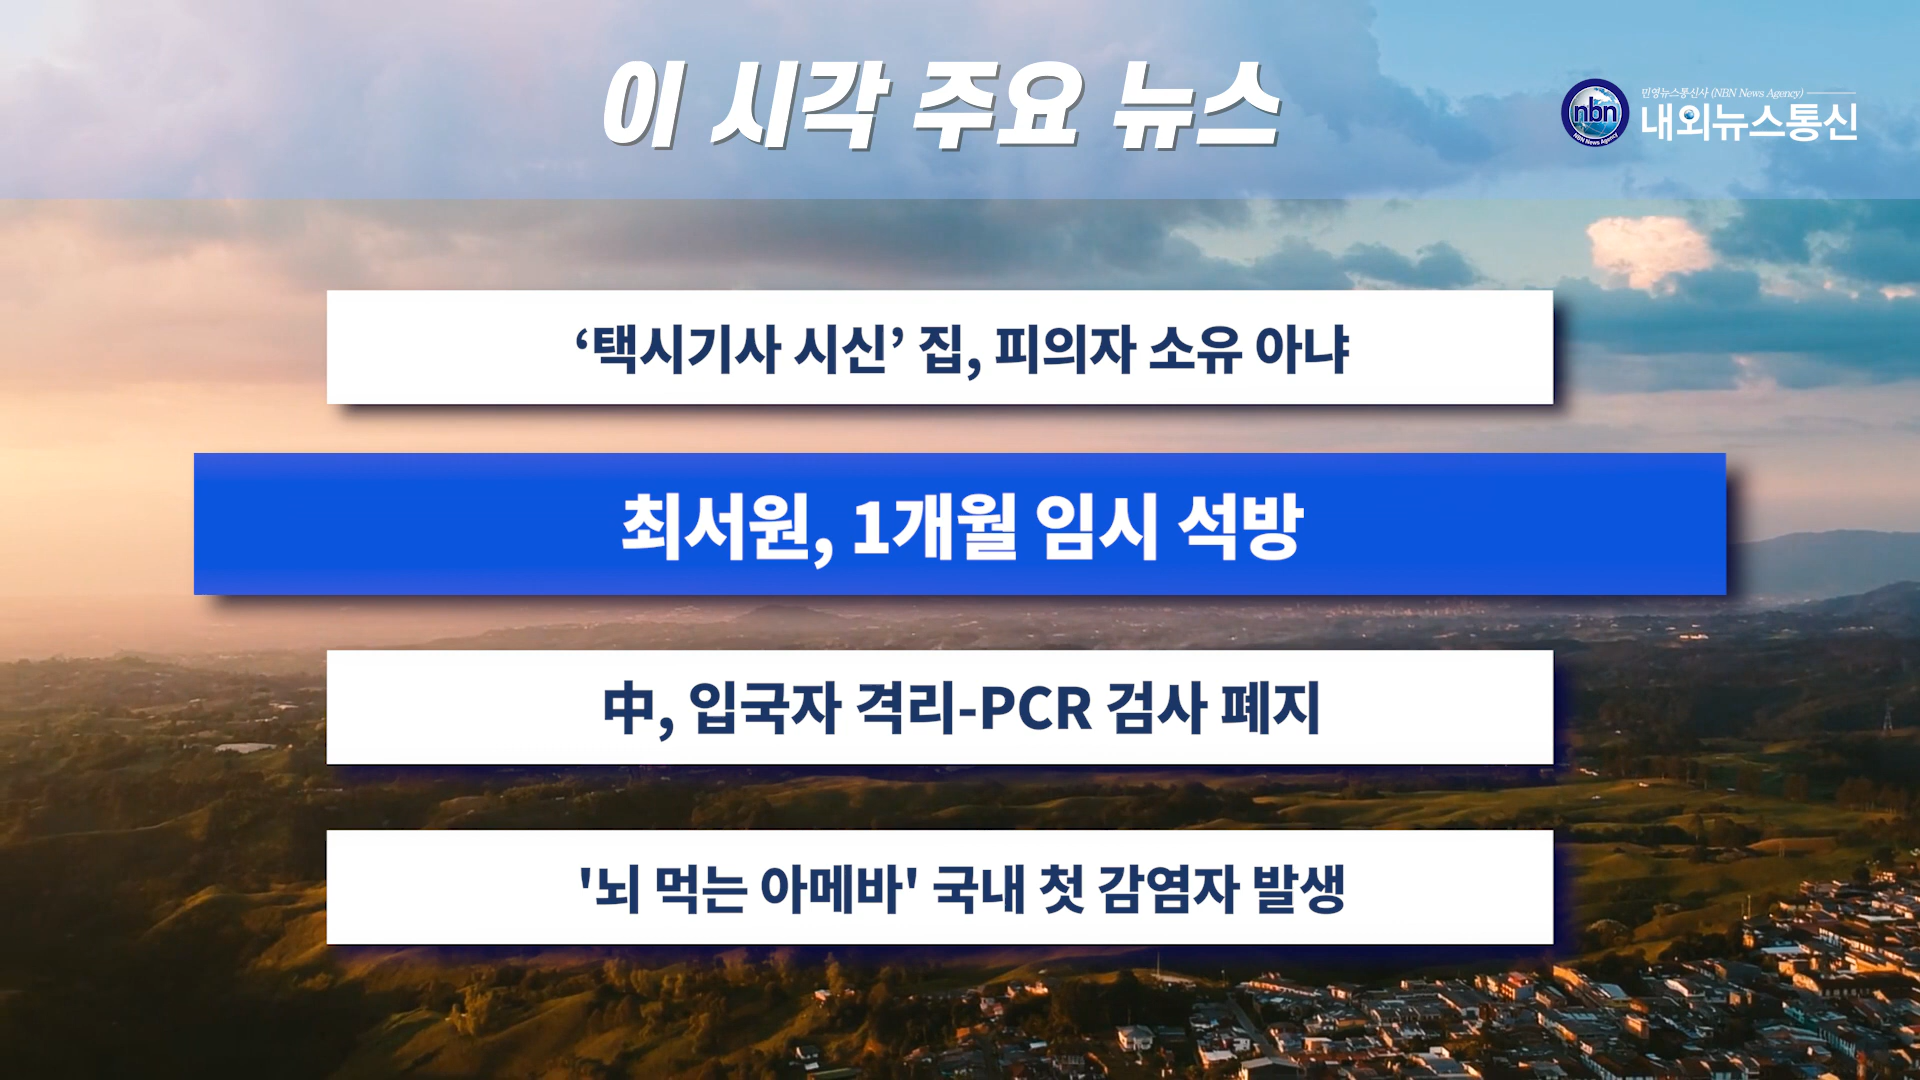 이 시각 주요 뉴스
민영뉴스통신사 (NBN News Agency)
nbn
NBN News Agency
내외뉴스통신
‘택시기사 시신’ 집, 피의자 소유 아냐
최서원, 1개월 임시 석방
中, 입국자 격리-PCR 검사 폐지
'뇌 먹는 아메바' 국내 첫 감염자 발생